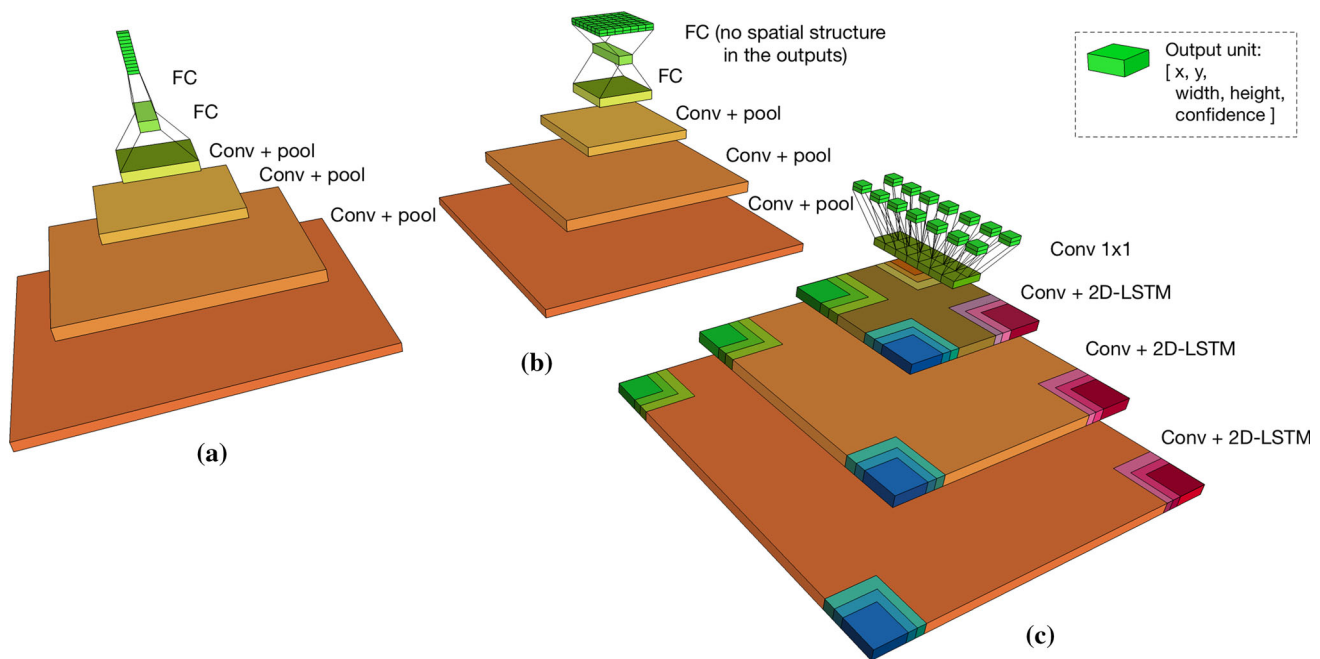 FC
FC
Conv + pool
Conv + pool
Conv + pool
(a)
FC (no spatial structure
in the outputs)
FC
Conv + pool
Conv + pool
Conv + pool
(b)
Output unit:
[ x, y,
width, height,
confidence ]
Conv 1x1
Conv + 2D-LSTM
Conv + 2D-LSTM
Conv + 2D-LSTM
(c)